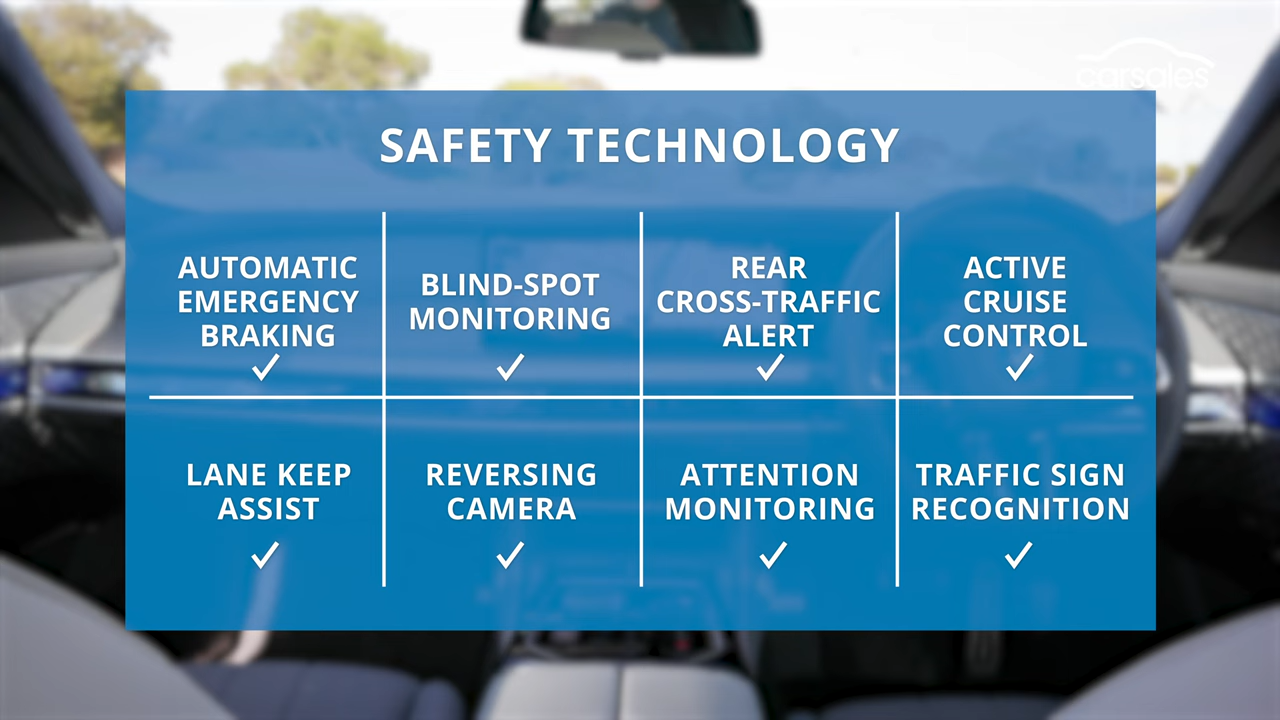 carsales
SAFETY TECHNOLOGY
AUTOMATIC
EMERGENCY
BRAKING
BLIND-SPOT
MONITORING
REAR
CROSS-TRAFFIC
ALERT
ACTIVE
CRUISE
CONTROL
LANE KEEP
ASSIST
REVERSING
CAMERA
ATTENTION
MONITORING
TRAFFIC SIGN
RECOGNITION